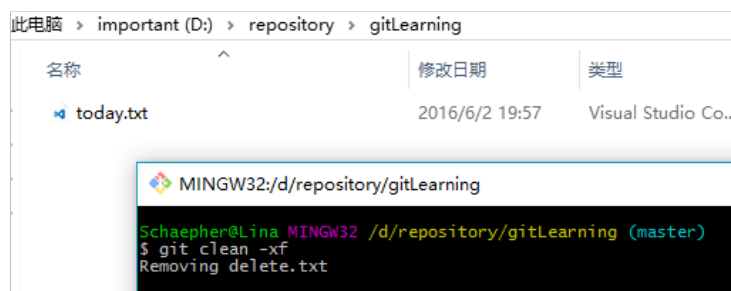 此电脑 > important (D:) > repository > gitLearning
名称 修改日期 类型
today.txt 2016/6/2 19:57 Visual Studio Co...
MINGW32:/d/repository/gitLearning
Schaepher@Lina MINGW32 /d/repository/gitLearning (master)
$ git clean -xf
Removing delete.txt